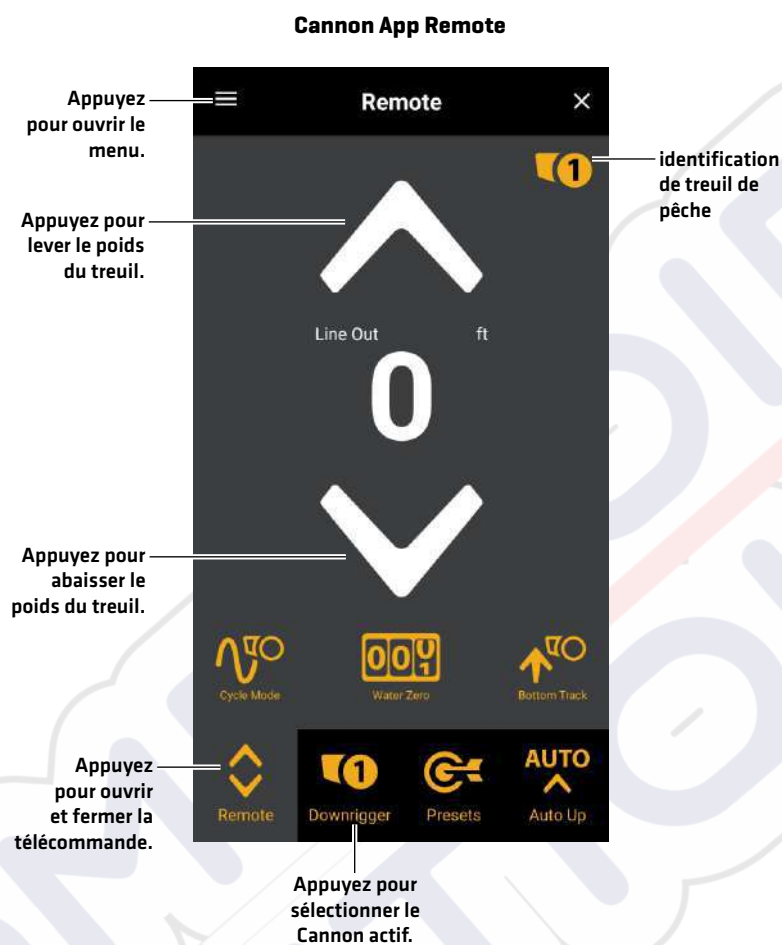 Cannon App Remote
Appuyez
pour ouvrir le
menu.
Remote
1
identification
de treuil de
pêche
Appuyez pour
lever le poids
du treuil.
Line Out ft
0
Appuyez pour
abaisser le
poids du treuil.
Cycle Mode
Water Zero
Bottom Track
Appuyez
pour ouvrir
et fermer la
télécommande.
Remote
1
Downrigger
Presets
AUTO
Auto Up
Appuyez pour
sélectionner le
Cannon actif.